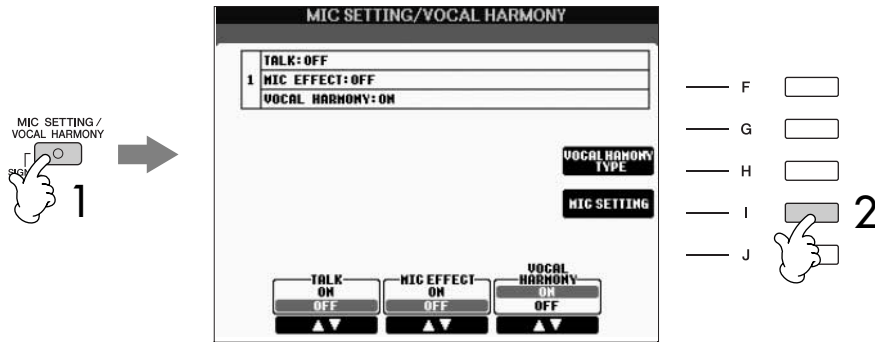 MIC SETTING/VOCAL HARMONY
TALK:OFF
1 MIC EFFECT:OFF
VOCAL HARMONY:ON
MIC SETTING /
VOCAL HARMONY
SIGN
1
VOCAL HAMONY
TYPE
MIC SETTING
F
G
H
I
2
J
TALK
ON
OFF
MIC EFFECT
ON
OFF
VOCAL
HARMONY
ON
OFF